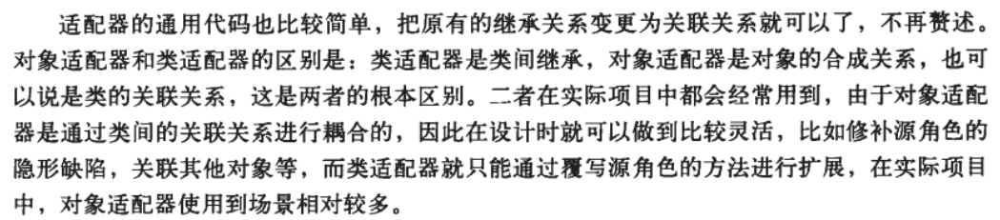 适配器的通用代码也比较简单，把原有的继承关系变更为关联关系就可以了，不再赘述。
对象适配器和类适配器的区别是：类适配器是类间继承，对象适配器是对象的合成关系，也可
以说是类的关联关系，这是两者的根本区别。二者在实际项目中都会经常用到，由于对象适配
器是通过类间的关联关系进行耦合的，因此在设计时就可以做到比较灵活，比如修补源角色的
隐形缺陷，关联其他对象等，而类适配器就只能通过覆写源角色的方法进行扩展，在实际项目
中，对象适配器使用到场景相对较多。